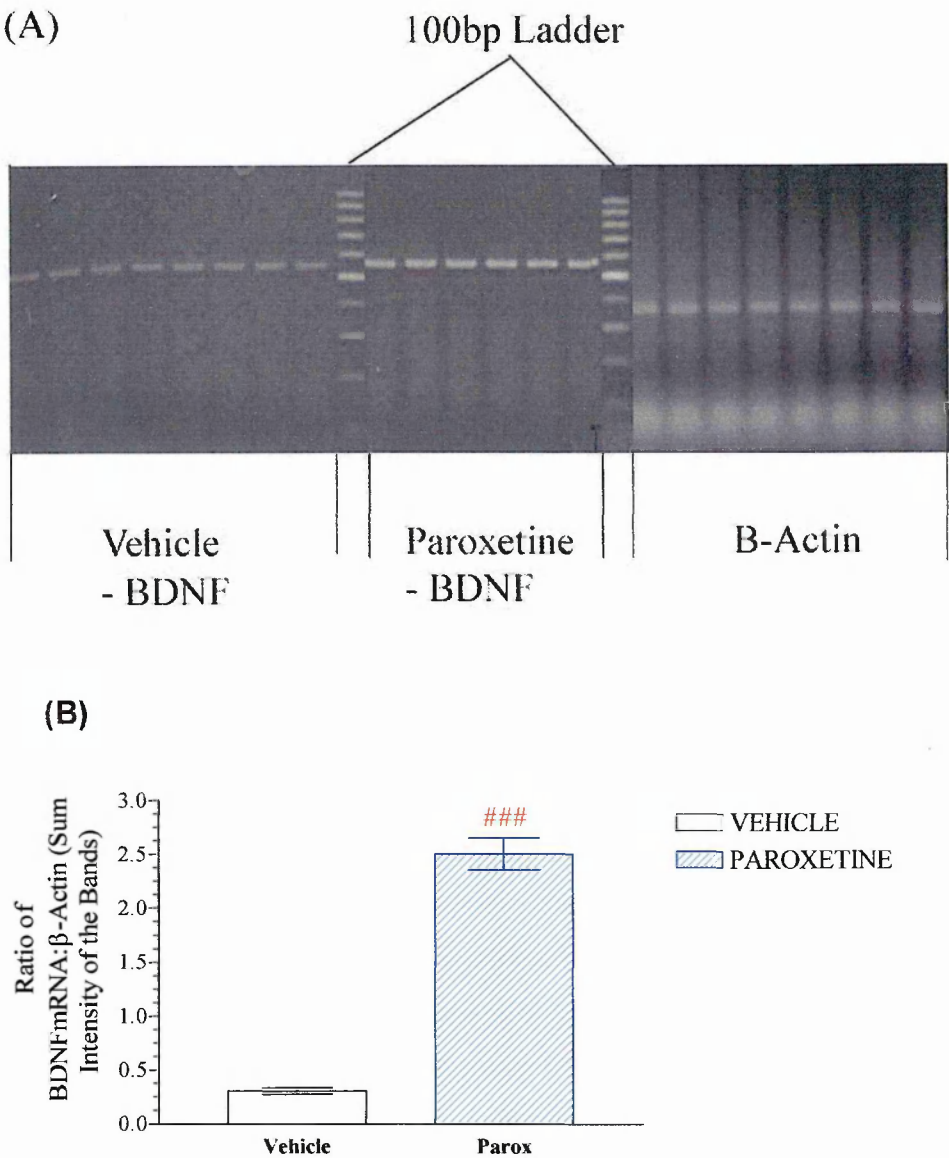 (A)
100bp Ladder
Vehicle
- BDNF
Paroxetine
- BDNF
B-Actin
(B)
Ratio of
BDNFmRNA:β-Actin (Sum
Intensity of the Bands)
3.0
2.5
2.0
1.5
1.0
0.5
0.0
###
VEHICLE
PAROXETINE
Vehicle
Parox